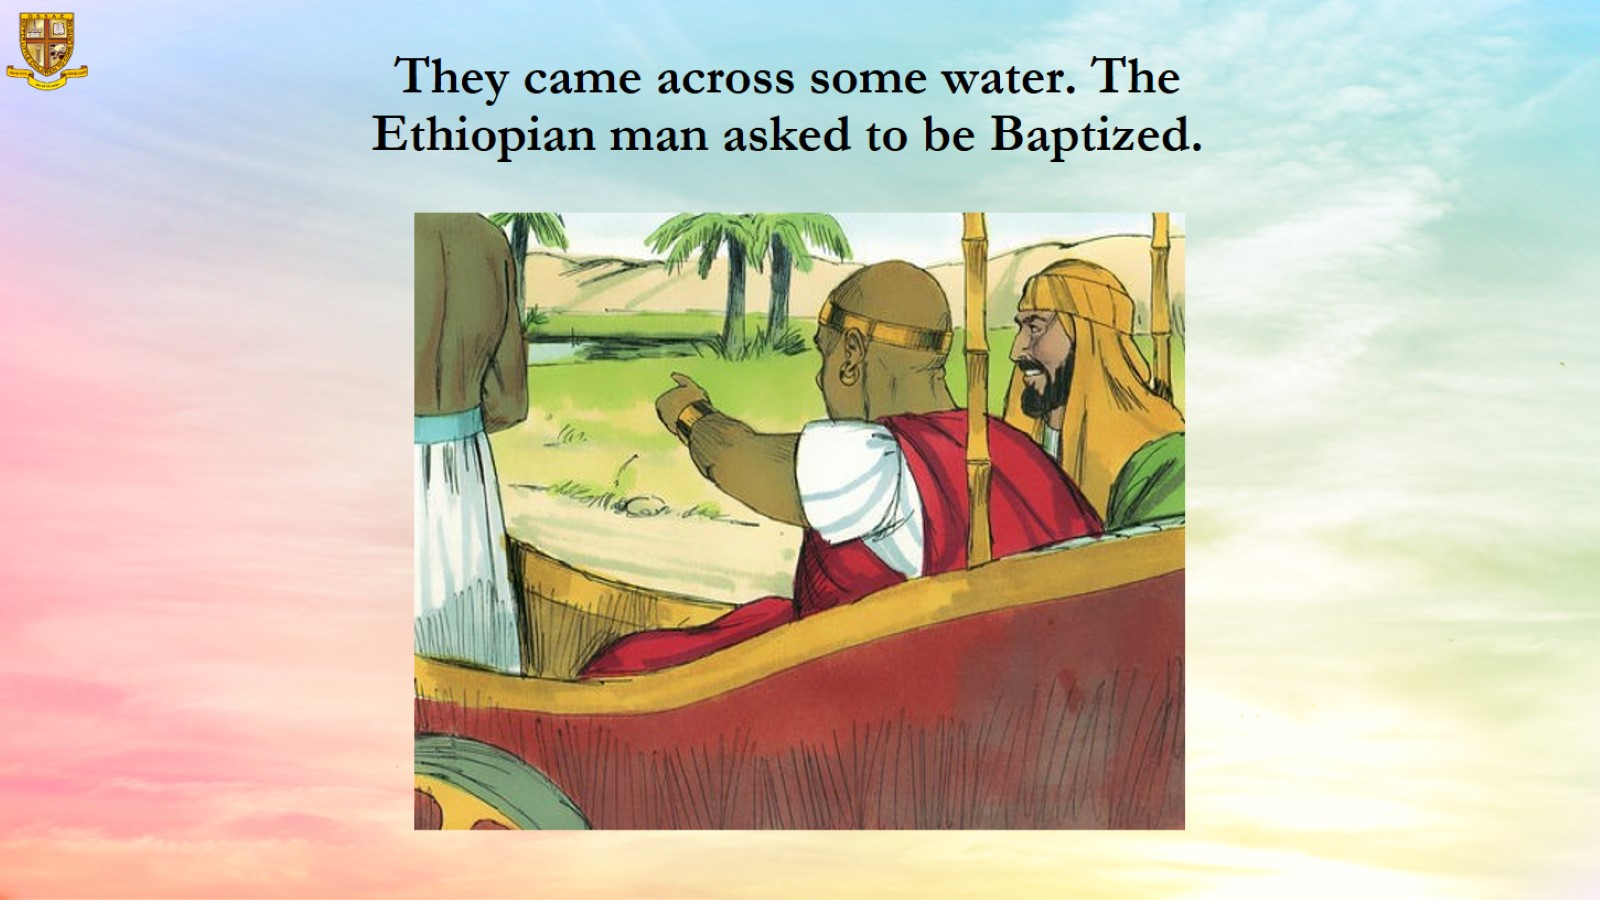 They came across some water. The
Ethiopian man asked to be Baptized.